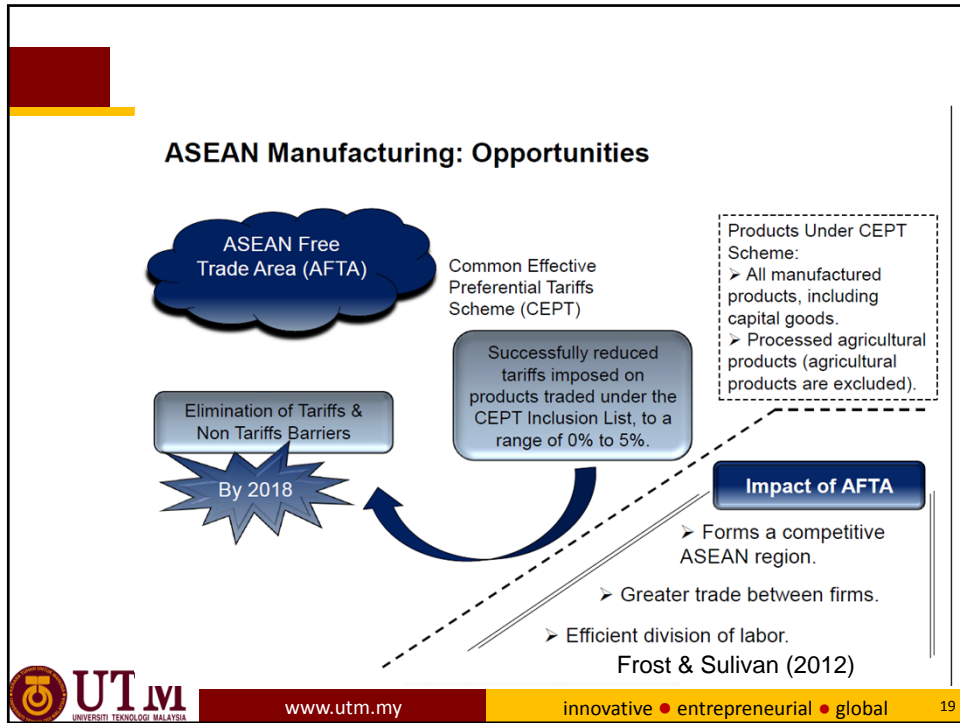 ASEAN Manufacturing: Opportunities
ASEAN Free
Trade Area (AFTA)
Common Effective
Preferential Tariffs
Scheme (CEPT)
Products Under CEPT
Scheme:
➢ All manufactured
products, including
capital goods.
➢ Processed agricultural
products (agricultural
products are excluded).
Successfully reduced
tariffs imposed on
products traded under the
CEPT Inclusion List, to a
range of 0% to 5%.
Elimination of Tariffs &
Non Tariffs Barriers
By 2018
Impact of AFTA
➢ Forms a competitive
ASEAN region.
➢ Greater trade between firms.
➢ Efficient division of labor.
Frost & Sulivan (2012)
UTM
UNIVERSITI TEKNOLOGI MALAYSIA
www.utm.my
innovative ● entrepreneurial ● global
19